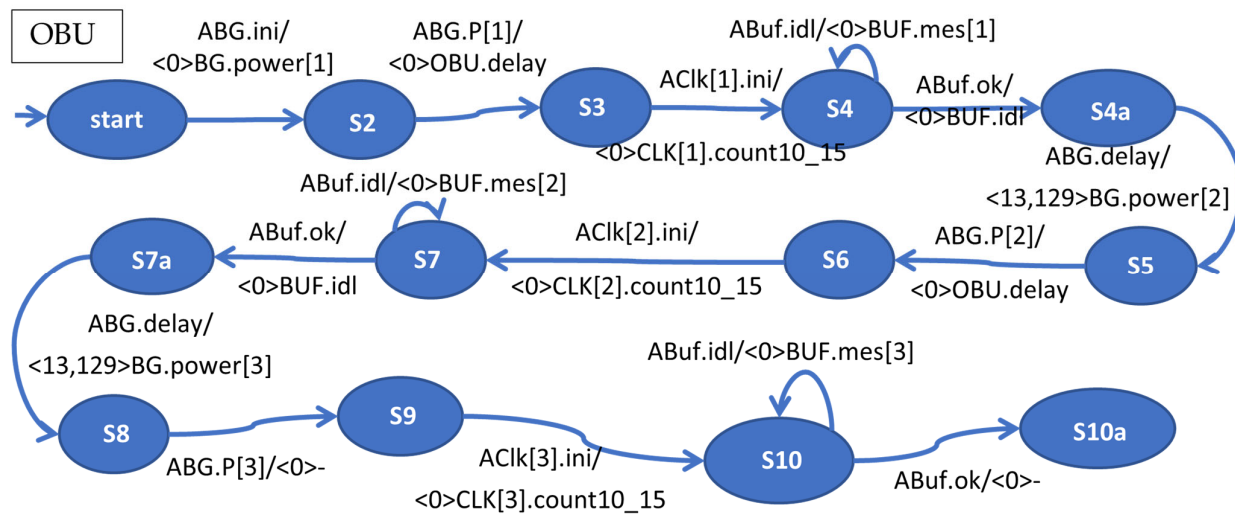 OBU
ABG.ini/
<0>BG.power[1]
ABG.P[1]/
<0>OBU.delay
ABuf.idl/<0>BUF.mes[1]
AClk[1].ini/
<0>CLK[1].count10_15
ABuf.ok/
<0>BUF.idl
start
S2
S3
S4
S4a
ABG.delay/
<13,129>BG.power[2]
ABuf.idl/<0>BUF.mes[2]
ABuf.ok/
<0>BUF.idl
AClk[2].ini/
<0>CLK[2].count10_15
ABG.P[2]/
<0>OBU.delay
S7a
S7
S6
S5
ABG.delay/
<13,129>BG.power[3]
ABuf.idl/<0>BUF.mes[3]
S8
S9
S10
S10a
ABG.P[3]/<0>-
AClk[3].ini/
<0>CLK[3].count10_15
ABuf.ok/<0>-